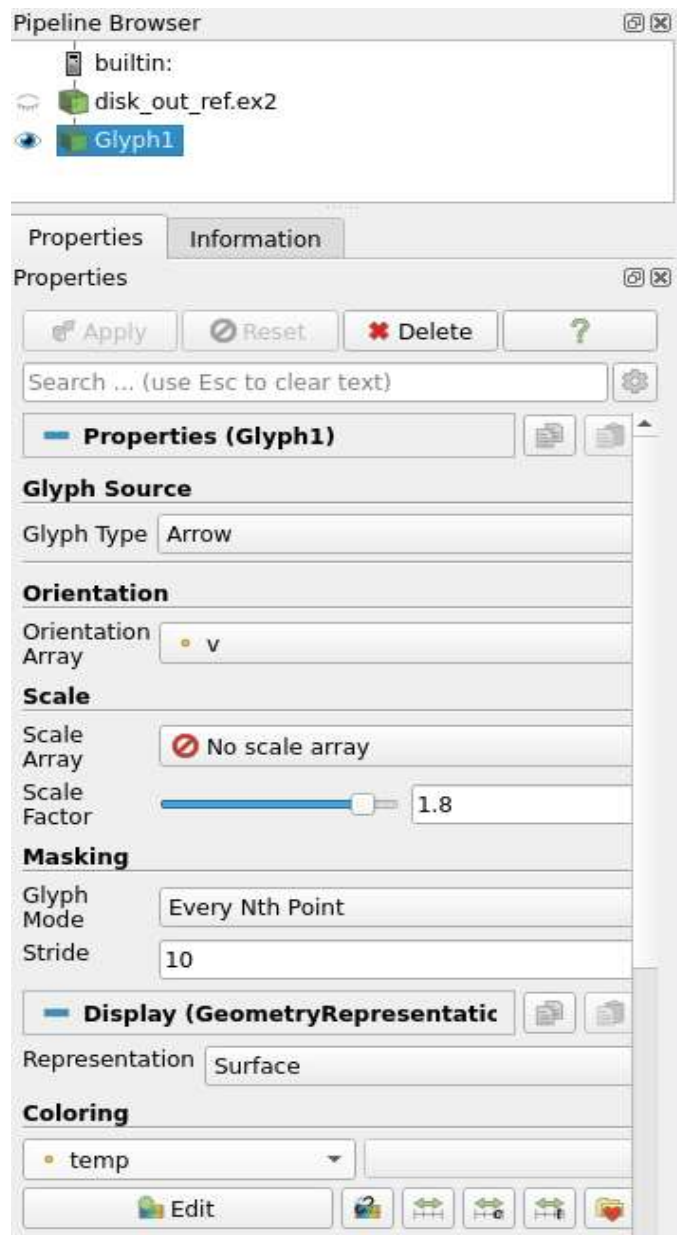 Pipeline Browser
builtin:
disk_out_ref.ex2
Glyph1
Properties Information
Properties
Apply Reset Delete ?
Search ... (use Esc to clear text)
Properties (Glyph1)
Glyph Source
Glyph Type Arrow
Orientation
Orientation Array v
Scale
Scale Array No scale array
Scale Factor 1.8
Masking
Glyph Mode Every Nth Point
Stride 10
Display (GeometryRepresentatic
Representation Surface
Coloring
temp
Edit